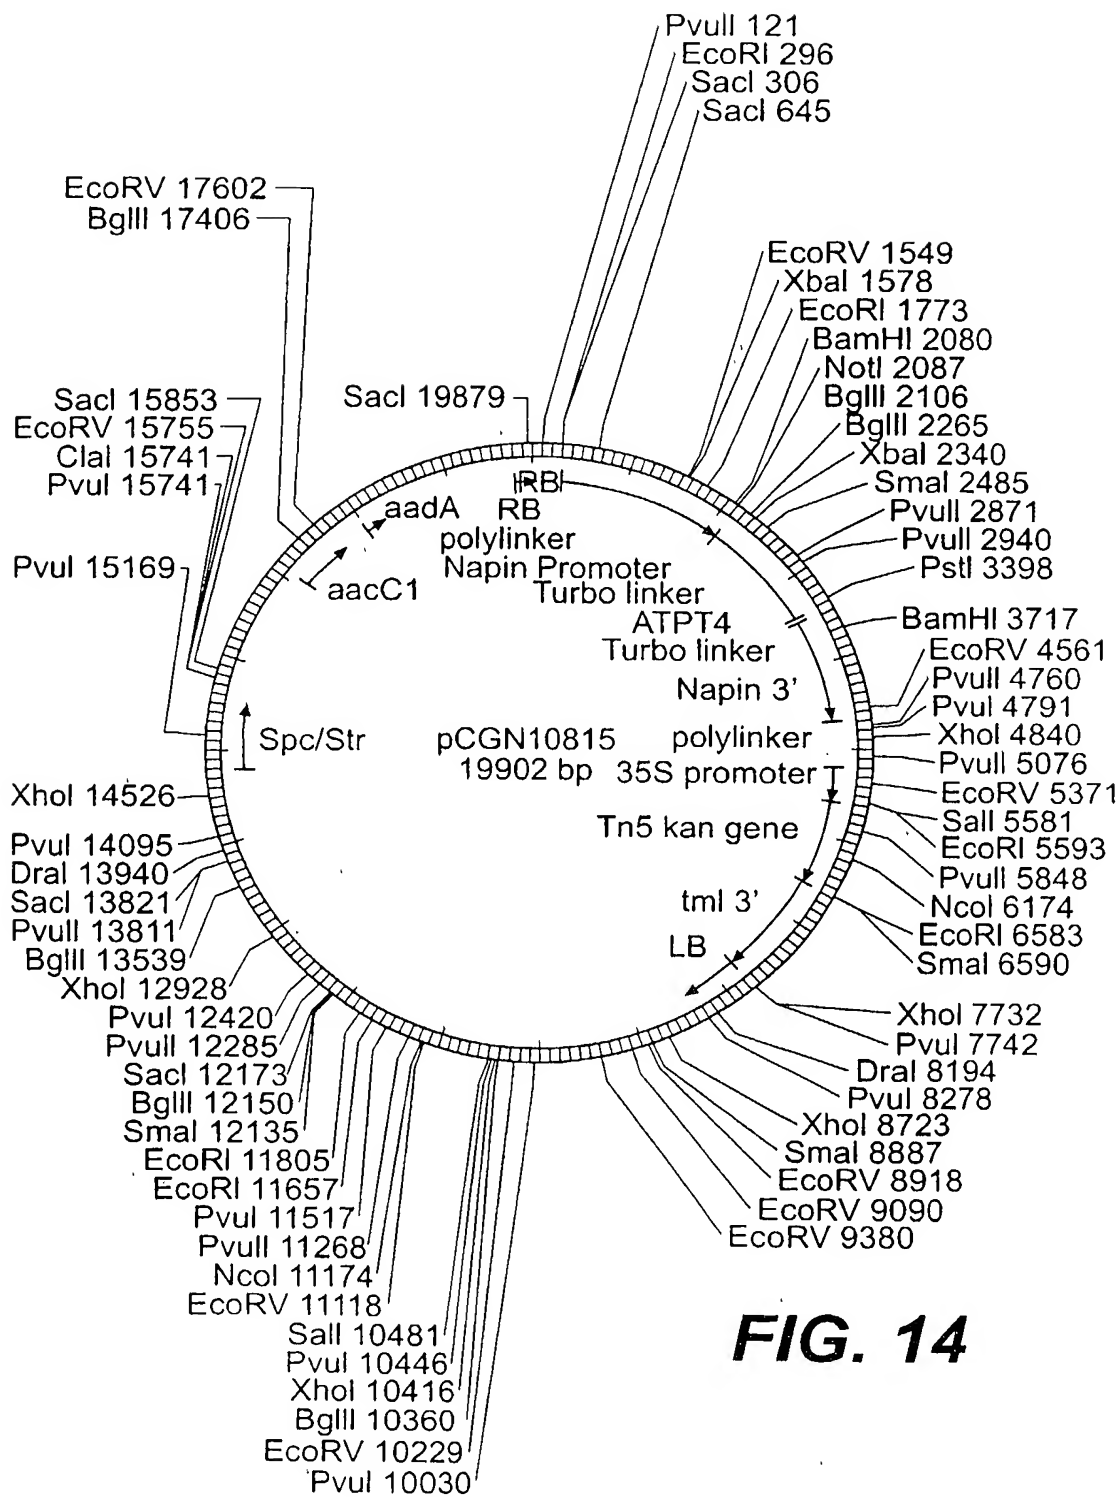 PvuII 121
EcoRI 296
SacI 306
SacI 645
EcoRV 1549
XbaI 1578
EcoRI 1773
BamHI 2080
NotI 2087
BglII 2106
BglII 2265
XbaI 2340
SmaI 2485
PvuII 2871
PvuII 2940
PstI 3398
BamHI 3717
EcoRV 4561
PvuII 4760
PvuI 4791
XhoI 4840
PvuII 5076
EcoRV 5371
SalI 5581
EcoRI 5593
PvuII 5848
NcoI 6174
EcoRI 6583
SmaI 6590
XhoI 7732
PvuI 7742
DraI 8194
PvuI 8278
XhoI 8723
SmaI 8887
EcoRV 8918
EcoRV 9090
EcoRV 9380
PvuI 10030
EcoRV 10229
BglII 10360
XhoI 10416
PvuI 10446
SalI 10481
EcoRV 11118
NcoI 11174
PvuII 11268
PvuI 11517
EcoRI 11657
EcoRI 11805
SmaI 12135
BglII 12150
SacI 12173
PvuII 12285
PvuI 12420
XhoI 12928
BglII 13539
PvuII 13811
SacI 13821
DraI 13940
PvuI 14095
XhoI 14526
PvuI 15169
PvuI 15741
ClaI 15741
EcoRV 15755
SacI 15853
BglII 17406
EcoRV 17602
SacI 19879
RB
RB
polylinker
Napin Promoter
Turbo linker
ATPT4
Turbo linker
Napin 3'
polylinker
35S promoter
Tn5 kan gene
tml 3'
LB
aadA
aacC1
Spc/Str
pCGN10815
19902 bp
FIG. 14